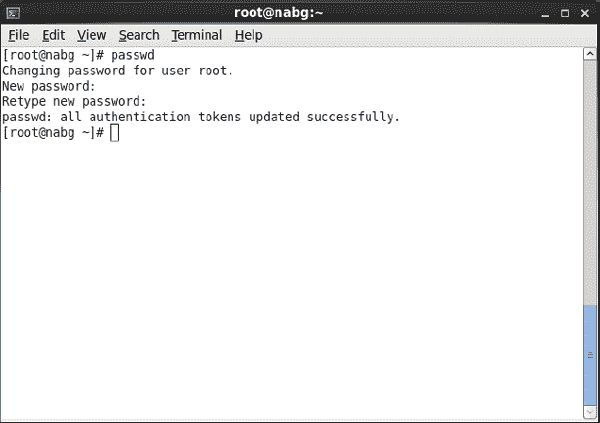 root@nabg:~
File Edit View Search Terminal Help
[root@nabg ~]# passwd
Changing password for user root.
New password:
Retype new password:
passwd: all authentication tokens updated successfully.
[root@nabg ~]#